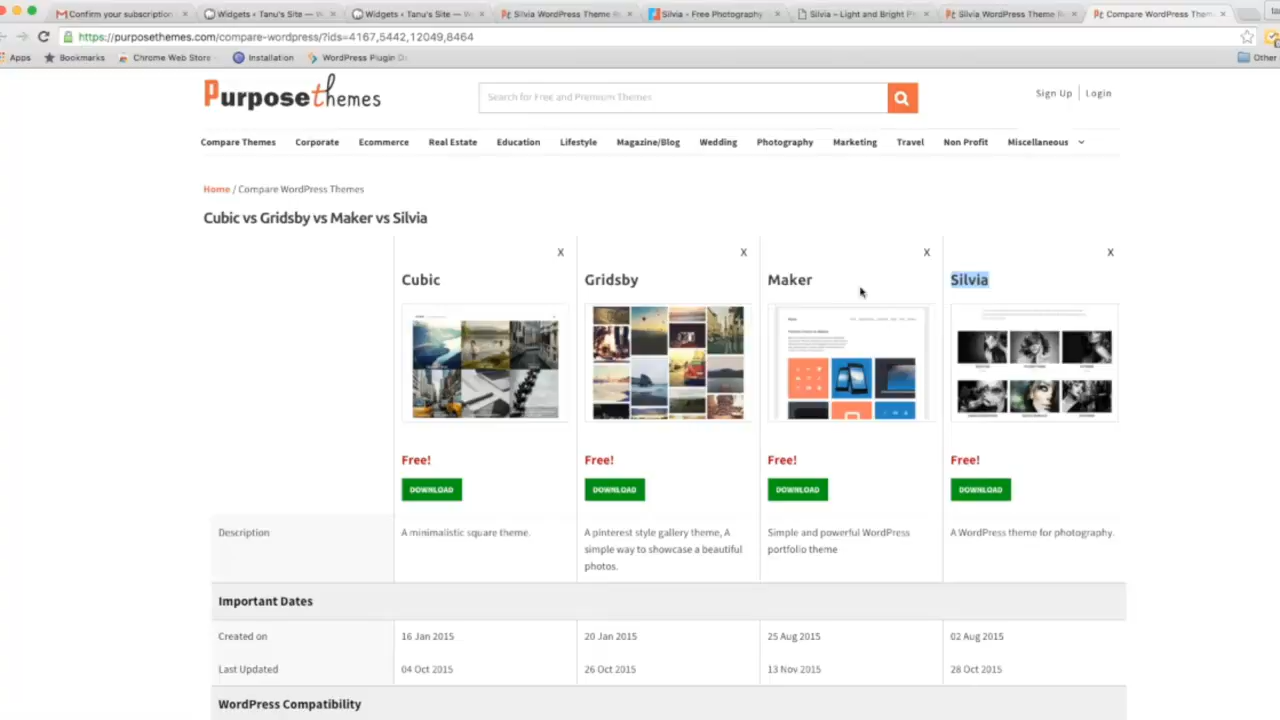 Confirm your subscription
Widgets ‹ Tanu's Site — W
Widgets ‹ Tanu's Site — W
Silvia WordPress Theme R
Silvia - Free Photography
Silvia – Light and Bright P
Silvia WordPress Theme R
Compare WordPress Them
https://purposethemes.com/compare-wordpress/?ids=4167,5442,12049,8464
Apps Bookmarks Chrome Web Store Installation WordPress Plugin D Other
Purposethemes
Search for Free and Premium Themes
Sign Up Login
Compare Themes Corporate Ecommerce Real Estate Education Lifestyle Magazine/Blog Wedding Photography Marketing Travel Non Profit Miscellaneous
Home / Compare WordPress Themes
Cubic vs Gridsby vs Maker vs Silvia
X X X X
Cubic Gridsby Maker Silvia
Free! Free! Free! Free!
DOWNLOAD DOWNLOAD DOWNLOAD DOWNLOAD
Description
A minimalistic square theme.
A pinterest style gallery theme, A
simple way to showcase a beautiful
photos.
Simple and powerful WordPress
portfolio theme
A WordPress theme for photography.
Important Dates
Created on 16 Jan 2015 20 Jan 2015 25 Aug 2015 02 Aug 2015
Last Updated 04 Oct 2015 26 Oct 2015 13 Nov 2015 28 Oct 2015
WordPress Compatibility